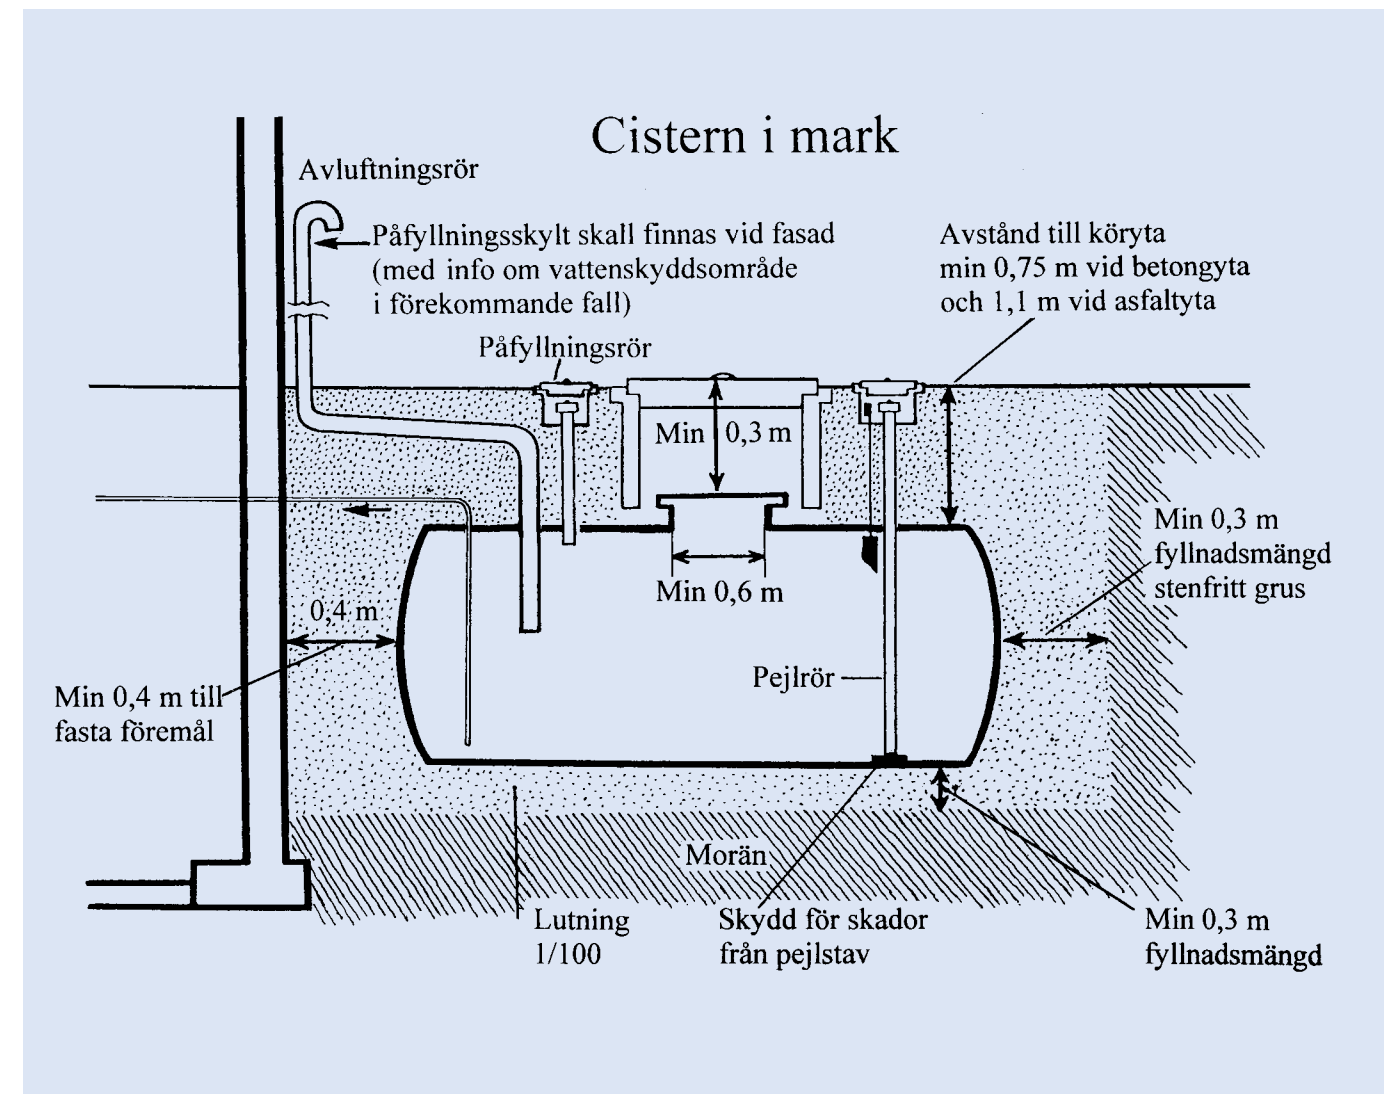 Cistern i mark
Avluftningsrör
Påfyllningsskylt skall finnas vid fasad
(med info om vattenskyddsområde
i förekommande fall)
Avstånd till köryta
min 0,75 m vid betongyta
och 1,1 m vid asfaltyta
Påfyllningsrör
Min 0,3 m
Min 0,3 m
fyllnadsmängd
stenfritt grus
Min 0,6 m
0,4 m
Pejlrör
Min 0,4 m till
fasta föremål
Morän
Lutning
1/100
Skydd för skador
från pejlstav
Min 0,3 m
fyllnadsmängd